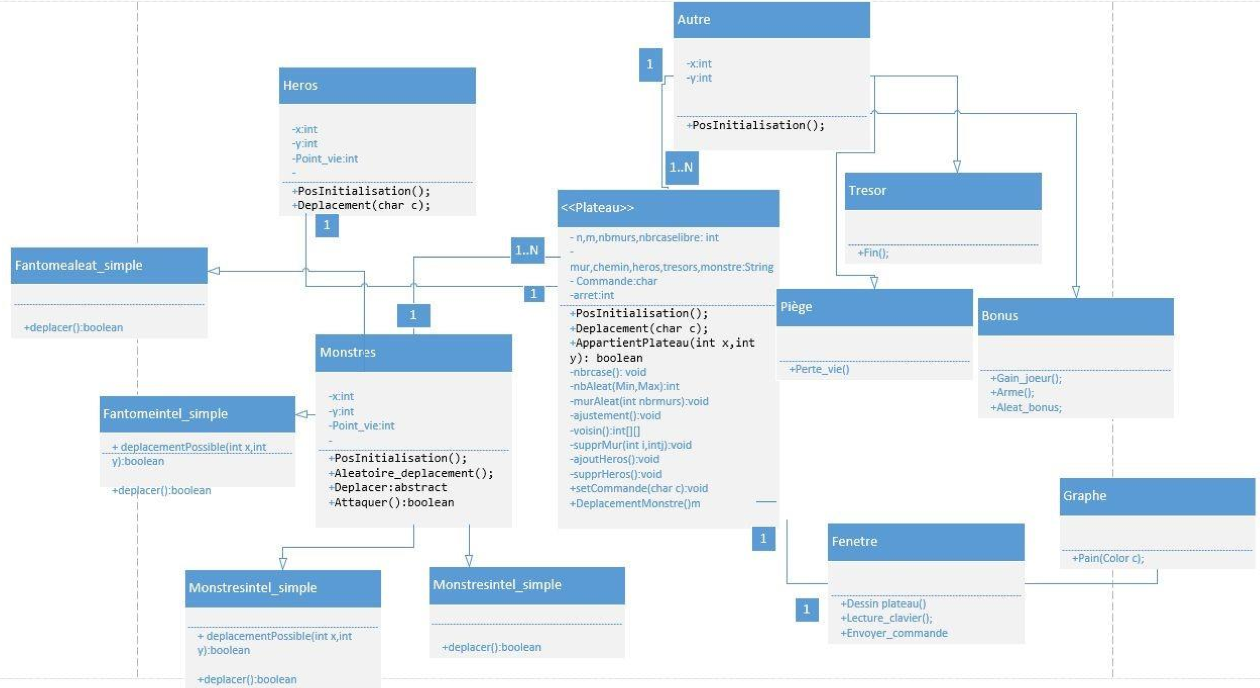 Autre
-x:int
-y:int
+PosInitialisation();
1
1..N
Heros
-x:int
-y:int
-Point_vie:int
-
+PosInitialisation();
+Deplacement(char c);
1
Tresor
+Fin();
<<Plateau>>
- n,m,nbmurs,nbrcaselibre: int
-
mur,chemin,heros,tresors,monstre:String
- Commande:char
-arret:int
+PosInitialisation();
+Deplacement(char c);
+AppartientPlateau(int x,int
y): boolean
-nbrcase(): void
-nbAleat(Min,Max):int
-murAleat(int nbrmurs):void
-ajustement():void
-voisin():int[][]
-supprMur(int i,intj):void
-ajoutHeros():void
-supprHeros():void
+setCommande(char c):void
+DeplacementMonstre()m
1..N
1
1
Fantomealeat_simple
+deplacer():boolean
Piège
+Perte_vie()
Bonus
+Gain_joeur();
+Arme();
+Aleat_bonus;
Monstres
-x:int
-y:int
-Point_vie:int
-
+PosInitialisation();
+Aleatoire_deplacement();
+Deplacer:abstract
+Attaquer():boolean
Fantomeintel_simple
+ deplacementPossible(int x,int
y):boolean
+deplacer():boolean
Graphe
+Pain(Color c);
1
Fenetre
+Dessin plateau()
+Lecture_clavier();
+Envoyer_commande
1
Monstresintel_simple
+ deplacementPossible(int x,int
y):boolean
+deplacer():boolean
Monstresintel_simple
+deplacer():boolean